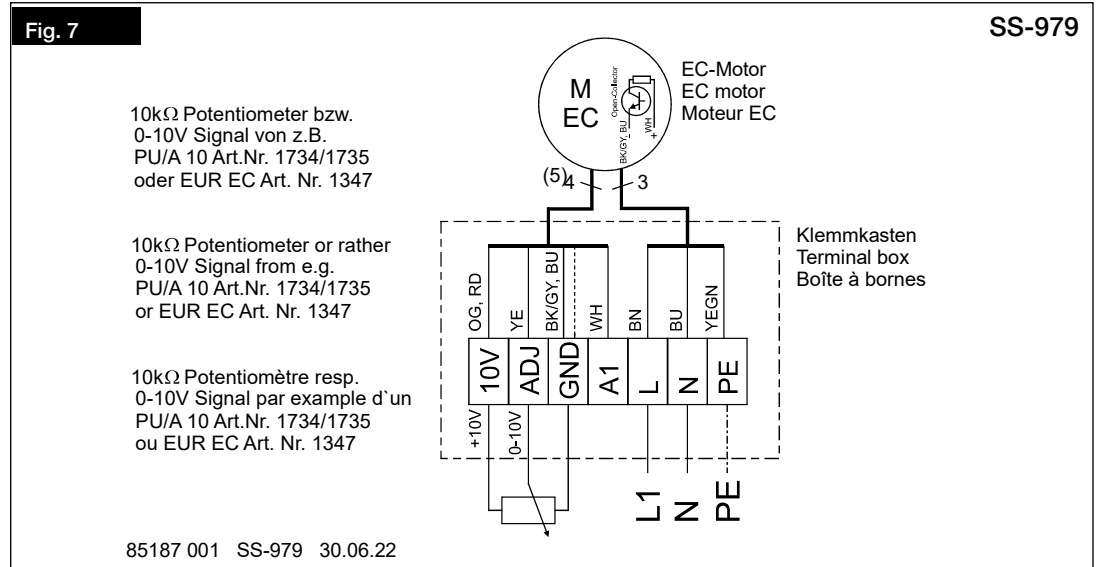 Fig. 7
SS-979
10kΩ Potentiometer bzw.
0-10V Signal von z.B.
PU/A 10 Art.Nr. 1734/1735
oder EUR EC Art. Nr. 1347
10kΩ Potentiometer or rather
0-10V Signal from e.g.
PU/A 10 Art.Nr. 1734/1735
or EUR EC Art. Nr. 1347
10kΩ Potentiomètre resp.
0-10V Signal par example d`un
PU/A 10 Art.Nr. 1734/1735
ou EUR EC Art. Nr. 1347
M
EC
Open-Collector
BK/GY, BU
-
+
WH
EC-Motor
EC motor
Moteur EC
(5)
4
3
Klemmkasten
Terminal box
Boîte à bornes
OG, RD
YE
BK/GY, BU
WH
BN
BU
YEGN
10V
ADJ
GND
A1
L
N
PE
+10V
0-10V
L1
N
PE
85187 001 SS-979 30.06.22